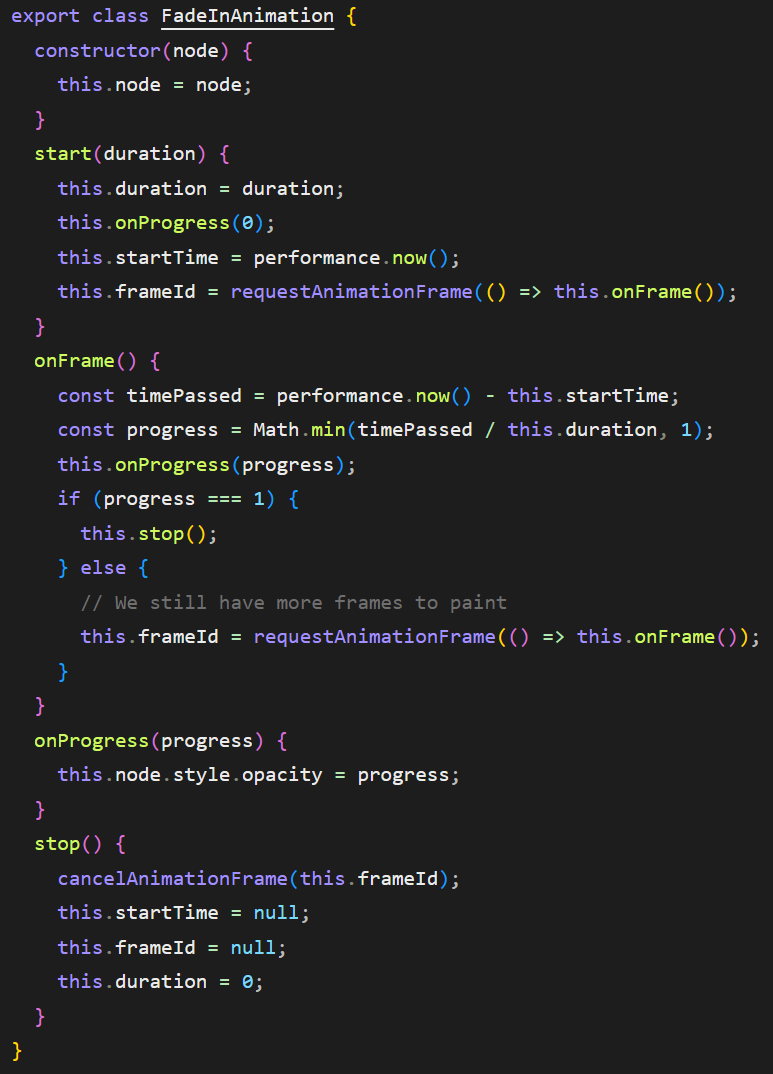 export class FadeInAnimation {
  constructor(node) {
    this.node = node;
  }
  start(duration) {
    this.duration = duration;
    this.onProgress(0);
    this.startTime = performance.now();
    this.frameId = requestAnimationFrame(() => this.onFrame());
  }
  onFrame() {
    const timePassed = performance.now() - this.startTime;
    const progress = Math.min(timePassed / this.duration, 1);
    this.onProgress(progress);
    if (progress === 1) {
      this.stop();
    } else {
      // We still have more frames to paint
      this.frameId = requestAnimationFrame(() => this.onFrame());
    }
  }
  onProgress(progress) {
    this.node.style.opacity = progress;
  }
  stop() {
    cancelAnimationFrame(this.frameId);
    this.startTime = null;
    this.frameId = null;
    this.duration = 0;
  }
}